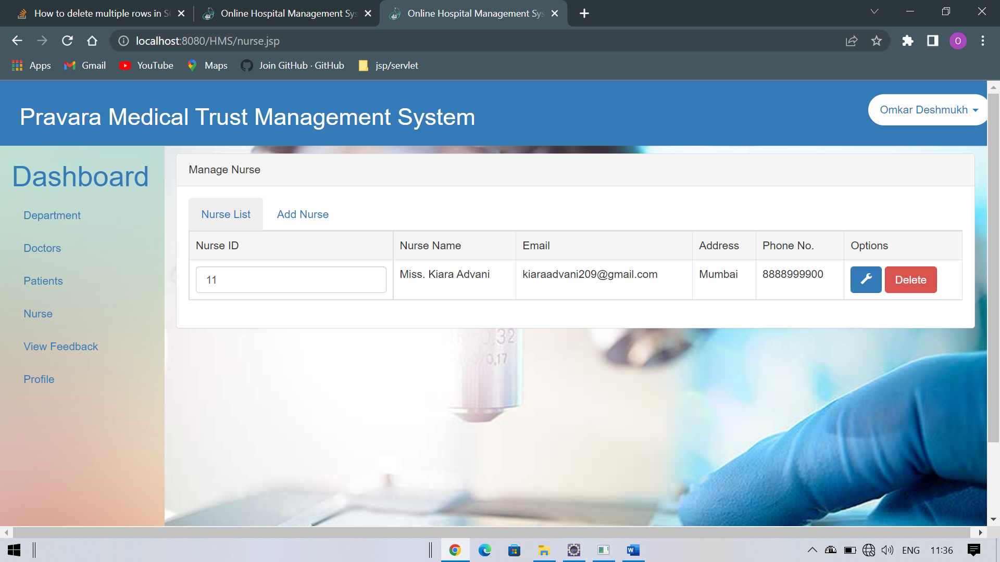 How to delete multiple rows in S
Online Hospital Management Sys
Online Hospital Management Sys
localhost:8080/HMS/nurse.jsp
O
Apps
Gmail
YouTube
Maps
Join GitHub · GitHub
jsp/servlet
Pravara Medical Trust Management System
Omkar Deshmukh
Dashboard
Department
Doctors
Patients
Nurse
View Feedback
Profile
Manage Nurse
Nurse List
Add Nurse
Nurse ID Nurse Name Email Address Phone No. Options
11 Miss. Kiara Advani kiaraadvani209@gmail.com Mumbai 8888999900 Delete
0,32
0,17
ENG
11:36